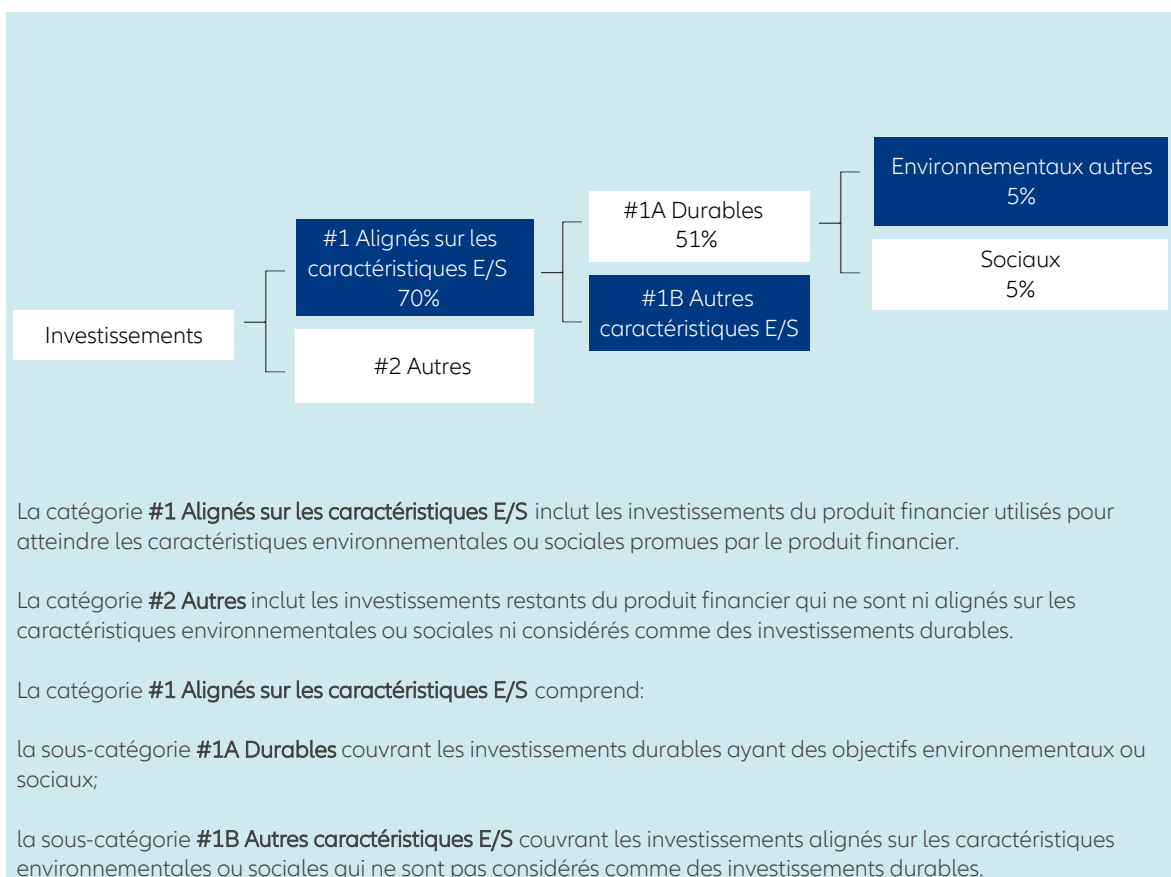 Investissements
#1 Alignés sur les
caractéristiques E/S
70%
#2 Autres
#1A Durables
51%
#1B Autres
caractéristiques E/S
Environnementaux autres
5%
Sociaux
5%
La catégorie #1 Alignés sur les caractéristiques E/S inclut les investissements du produit financier utilisés pour
atteindre les caractéristiques environnementales ou sociales promues par le produit financier.
La catégorie #2 Autres inclut les investissements restants du produit financier qui ne sont ni alignés sur les
caractéristiques environnementales ou sociales ni considérés comme des investissements durables.
La catégorie #1 Alignés sur les caractéristiques E/S comprend:
la sous-catégorie #1A Durables couvrant les investissements durables ayant des objectifs environnementaux ou
sociaux;
la sous-catégorie #1B Autres caractéristiques E/S couvrant les investissements alignés sur les caractéristiques
environnementales ou sociales qui ne sont pas considérés comme des investissements durables.